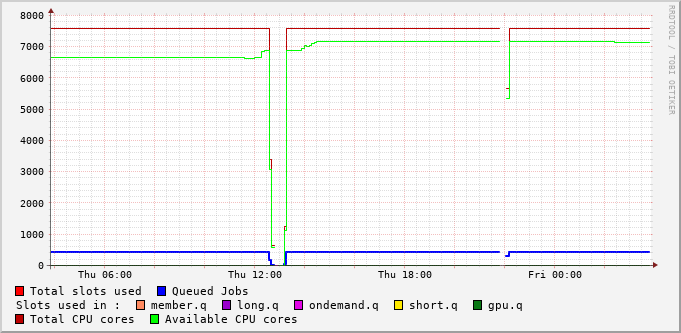 8000
7000
6000
5000
4000
3000
2000
1000
0
Thu 06:00 Thu 12:00 Thu 18:00 Fri 00:00
Total slots used Queued Jobs
Slots used in : member.q long.q ondemand.q short.q gpu.q
Total CPU cores Available CPU cores
RRDTOOL / TOBI OETIKER